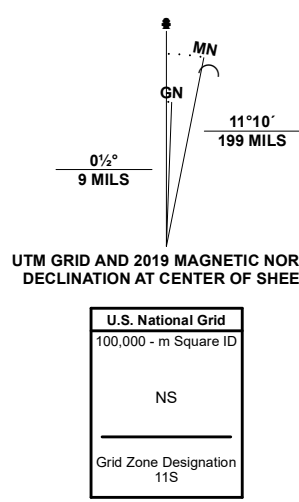 MN
GN
11°10´
199 MILS
0½°
9 MILS
UTM GRID AND 2019 MAGNETIC NOR
DECLINATION AT CENTER OF SHEE
U.S. National Grid
100,000 - m Square ID
NS
Grid Zone Designation
11S